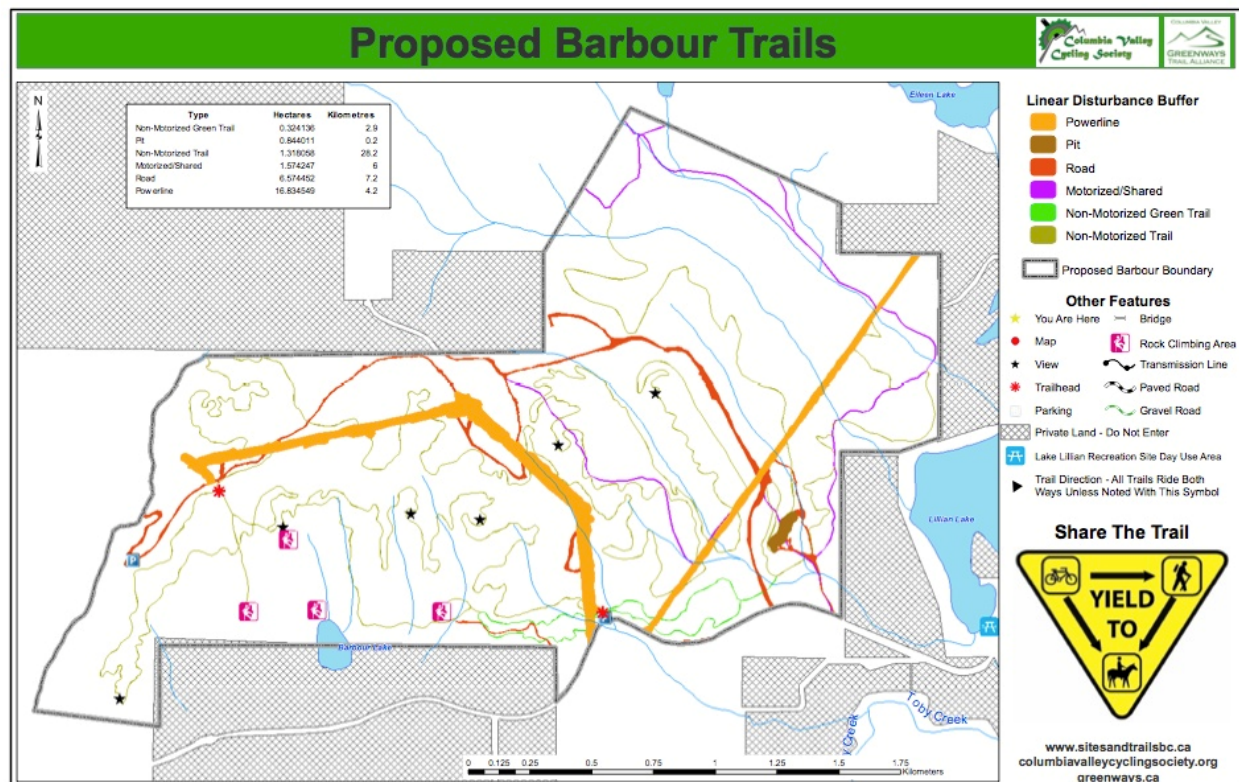 Proposed Barbour Trails
Columbia Valley
Cycling Society
COLUMBIA VALLEY
GREENWAYS
TRAIL ALLIANCE
N
Type Hectares Kilometres
Non-Motorized Green Trail 0.324136 2.9
Pit 0.844011 0.2
Non-Motorized Trail 1.318058 28.2
Motorized/Shared 1.574247 6
Road 6.574452 7.2
Powerline 16.834549 4.2
Eileen Lake
Lillian Lake
Barbour Lake
Toby Creek
Creek
P
0 0.125 0.25 0.5 0.75 1 1.25 1.5 1.75
Kilometers
Linear Disturbance Buffer
Powerline
Pit
Road
Motorized/Shared
Non-Motorized Green Trail
Non-Motorized Trail
Proposed Barbour Boundary
Other Features
You Are Here Bridge
Map Rock Climbing Area
View Transmission Line
Trailhead Paved Road
Parking Gravel Road
Private Land - Do Not Enter
Lake Lillian Recreation Site Day Use Area
Trail Direction - All Trails Ride Both
Ways Unless Noted With This Symbol
Share The Trail
YIELD
TO
www.sitesandtrailsbc.ca
columbiavalleycyclingsociety.org
greenways.ca